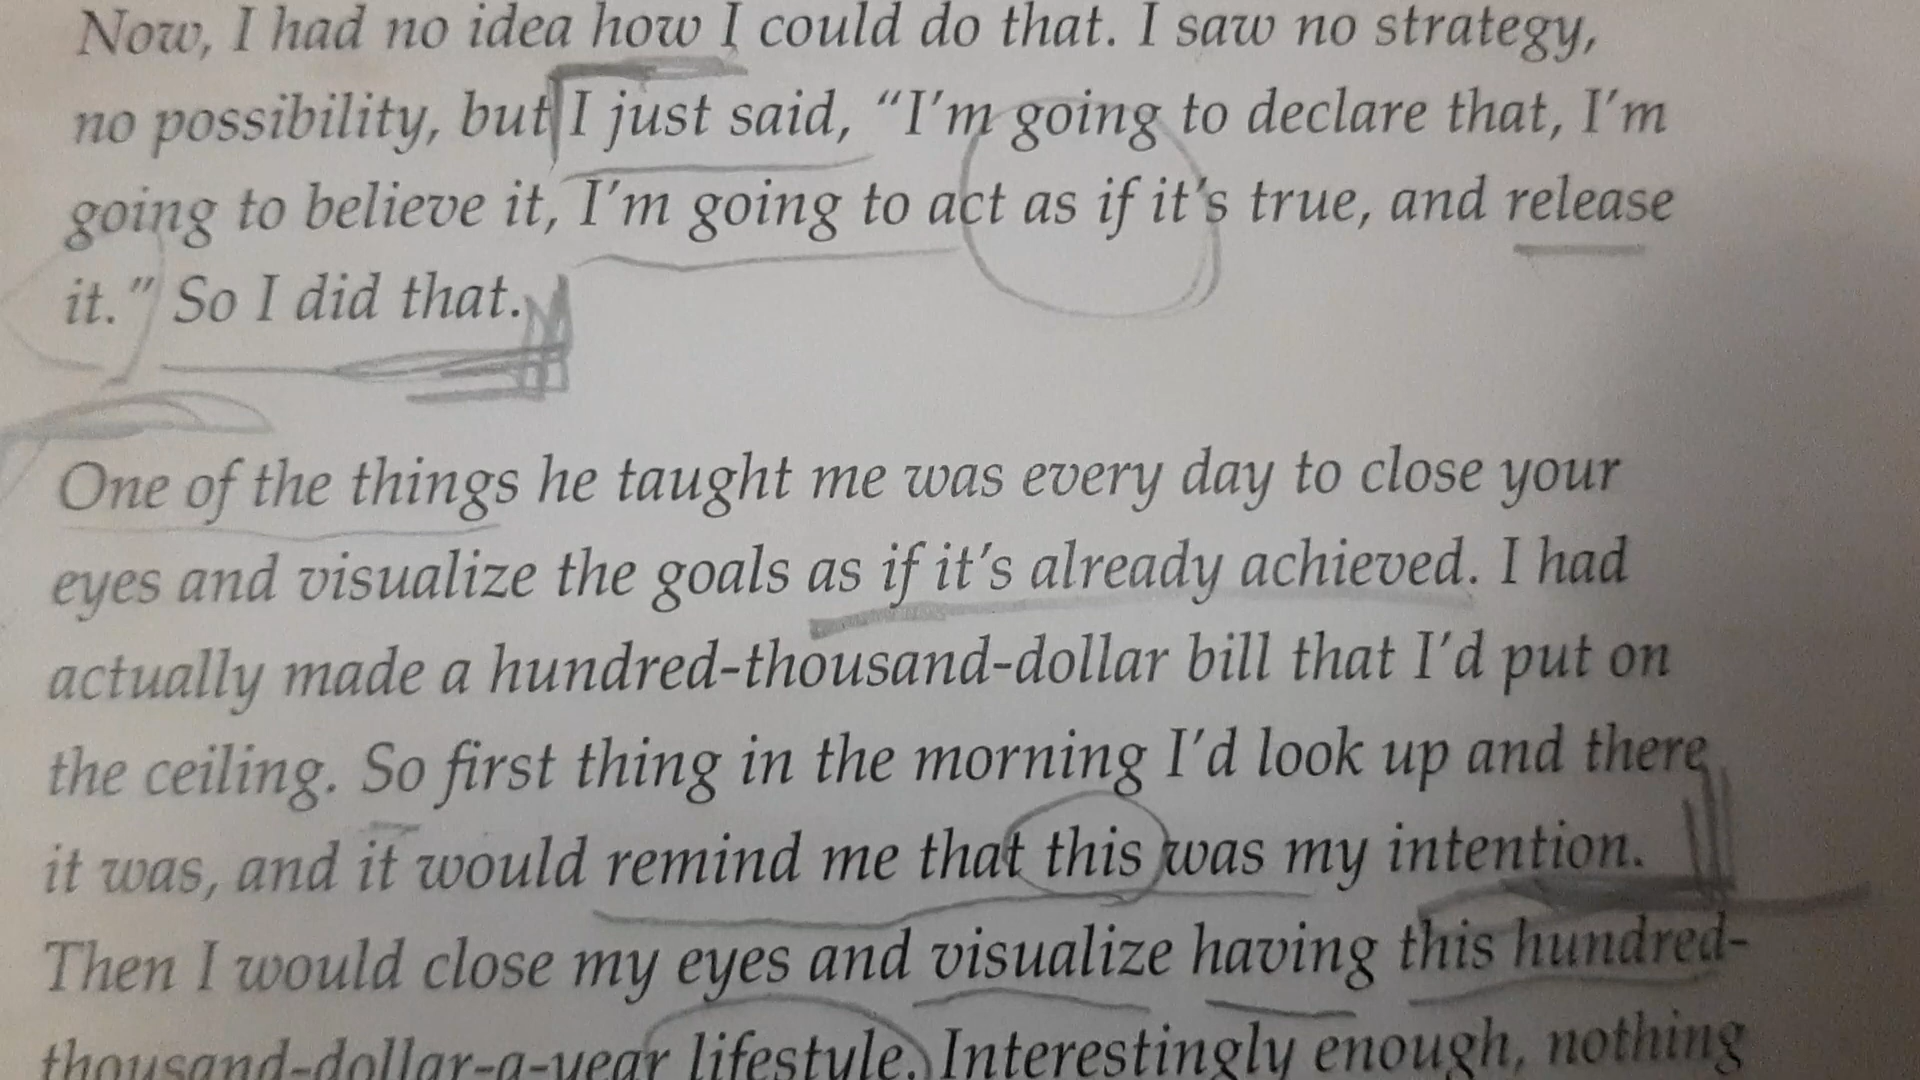 Now, I had no idea how I could do that. I saw no strategy,
no possibility, but I just said, “I’m going to declare that, I’m
going to believe it, I’m going to act as if it’s true, and release
it.” So I did that.
One of the things he taught me was every day to close your
eyes and visualize the goals as if it’s already achieved. I had
actually made a hundred-thousand-dollar bill that I’d put on
the ceiling. So first thing in the morning I’d look up and there
it was, and it would remind me that this was my intention.
Then I would close my eyes and visualize having this hundred-
thousand-dollar-a-year lifestyle. Interestingly enough, nothing